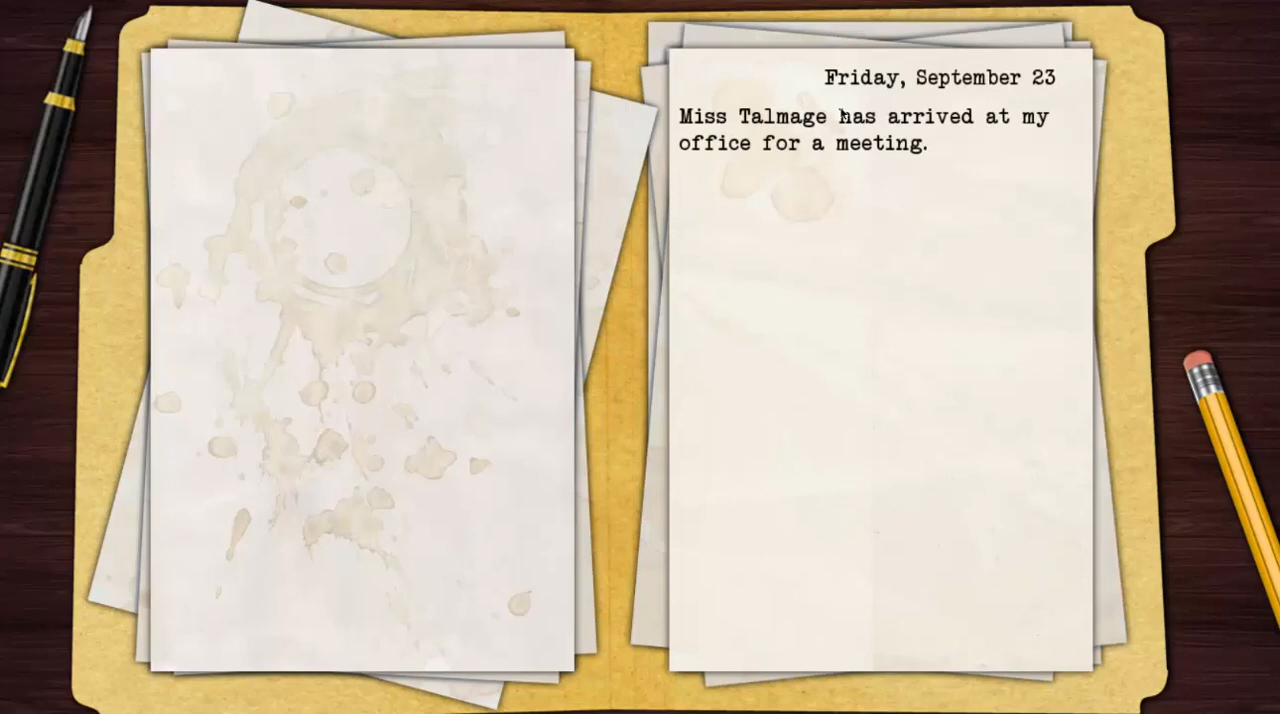 Friday, September 23
Miss Talmage has arrived at my
office for a meeting.